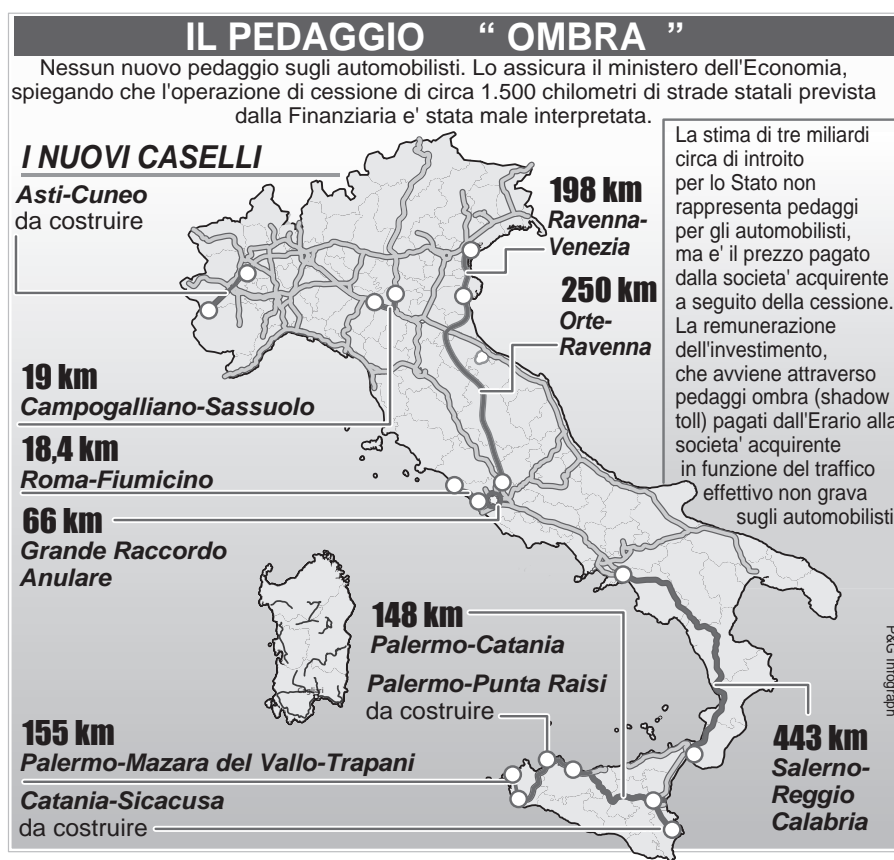 IL PEDAGGIO “ OMBRA ”
Nessun nuovo pedaggio sugli automobilisti. Lo assicura il ministero dell'Economia,
spiegando che l'operazione di cessione di circa 1.500 chilometri di strade statali prevista
dalla Finanziaria e' stata male interpretata.
I NUOVI CASELLI
Asti-Cuneo
da costruire
198 km
Ravenna-
Venezia
250 km
Orte-
Ravenna
La stima di tre miliardi
circa di introito
per lo Stato non
rappresenta pedaggi
per gli automobilisti,
ma e' il prezzo pagato
dalla societa' acquirente
a seguito della cessione.
La remunerazione
dell'investimento,
che avviene attraverso
pedaggi ombra (shadow
toll) pagati dall'Erario alla
societa' acquirente
in funzione del traffico
effettivo non grava
sugli automobilisti
19 km
Campogalliano-Sassuolo
18,4 km
Roma-Fiumicino
66 km
Grande Raccordo
Anulare
148 km
Palermo-Catania
Palermo-Punta Raisi
da costruire
155 km
Palermo-Mazara del Vallo-Trapani
Catania-Sicacusa
da costruire
443 km
Salerno-
Reggio
Calabria
Cagliari
P&G Infograph